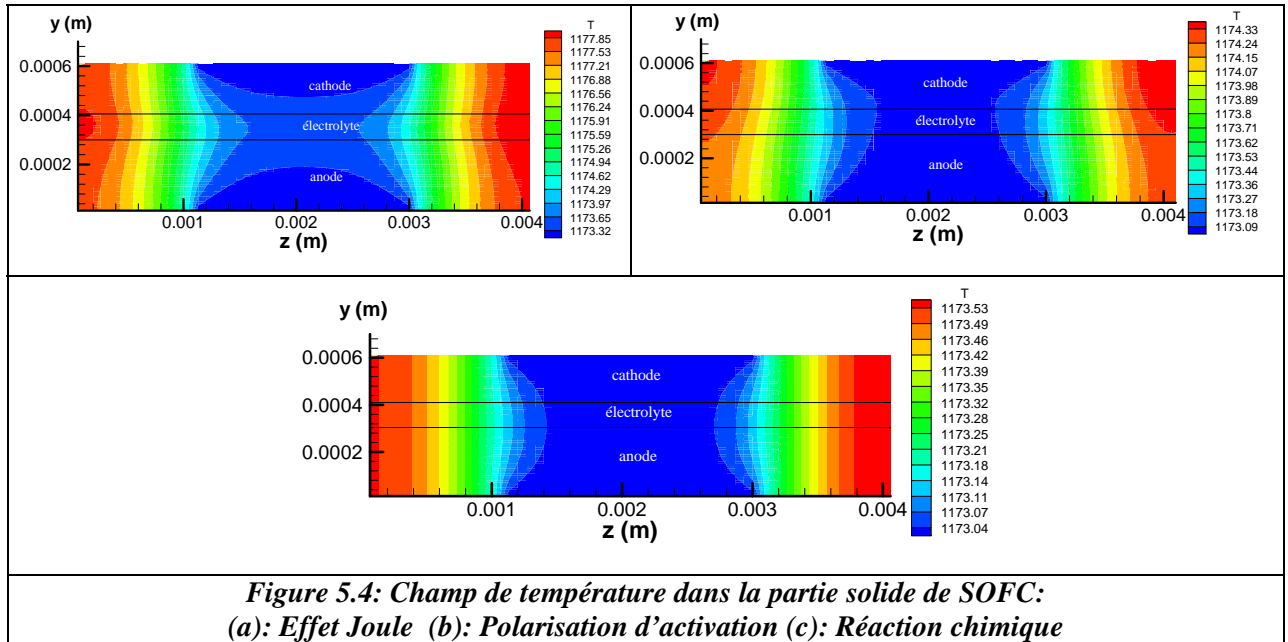 y (m)
T
1177.85
1177.53
1177.21
1176.88
1176.56
1176.24
1175.91
1175.59
1175.26
1174.94
1174.62
1174.29
1173.97
1173.65
1173.32
0.0006
0.0004
0.0002
cathode
électrolyte
anode
0.001 0.002 0.003 0.004
z (m)
y (m)
T
1174.33
1174.24
1174.15
1174.07
1173.98
1173.89
1173.8
1173.71
1173.62
1173.53
1173.44
1173.36
1173.27
1173.18
1173.09
0.0006
0.0004
0.0002
cathode
électrolyte
anode
0.001 0.002 0.003 0.004
z (m)
y (m)
T
1173.53
1173.49
1173.46
1173.42
1173.39
1173.35
1173.32
1173.28
1173.25
1173.21
1173.18
1173.14
1173.11
1173.07
1173.04
0.0006
0.0004
0.0002
cathode
électrolyte
anode
0.001 0.002 0.003 0.004
z (m)
Figure 5.4: Champ de température dans la partie solide de SOFC:
(a): Effet Joule (b): Polarisation d'activation (c): Réaction chimique